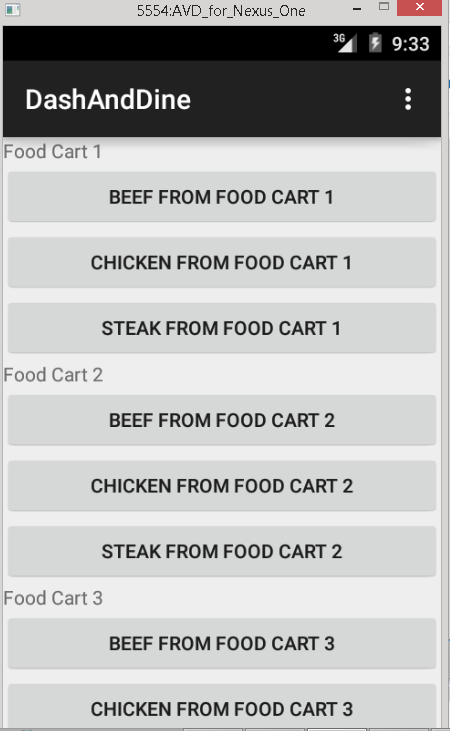 5554:AVD_for_Nexus_One
3G 9:33
DashAndDine
Food Cart 1
BEEF FROM FOOD CART 1
CHICKEN FROM FOOD CART 1
STEAK FROM FOOD CART 1
Food Cart 2
BEEF FROM FOOD CART 2
CHICKEN FROM FOOD CART 2
STEAK FROM FOOD CART 2
Food Cart 3
BEEF FROM FOOD CART 3
CHICKEN FROM FOOD CART 3